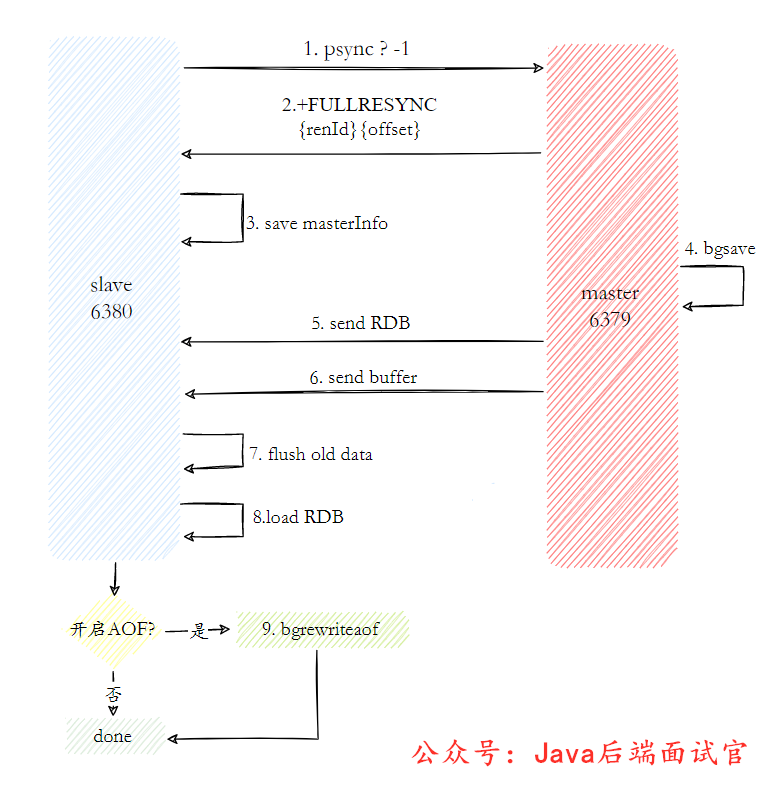 1. psync ? -1
2.+FULLRESYNC
{renId}{offset}
3. save masterInfo
4. bgsave
slave
6380
master
6379
5. send RDB
6. send buffer
7. flush old data
8.load RDB
开启AOF?
是
9. bgrewriteaof
否
done
公众号：Java后端面试官